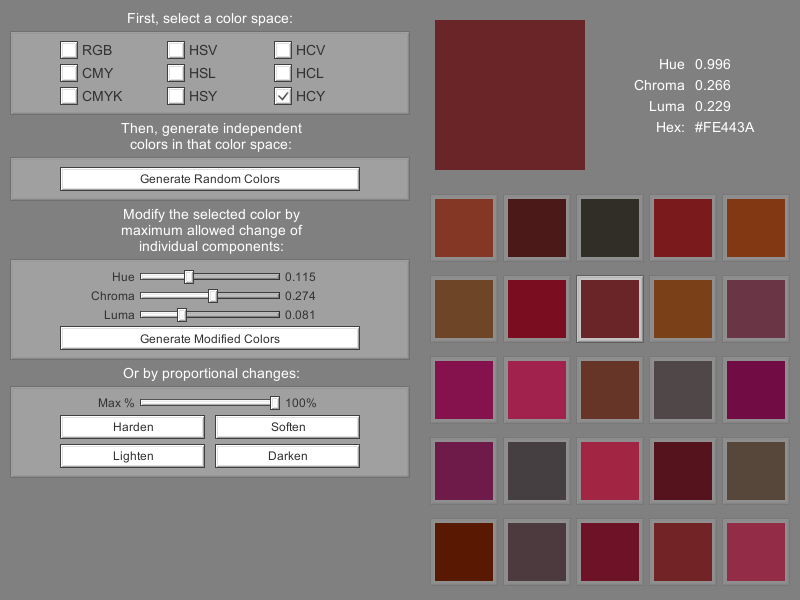 First, select a color space:
RGB HSV HCV
CMY HSL HCL
CMYK HSY HCY
Then, generate independent
colors in that color space:
Generate Random Colors
Modify the selected color by
maximum allowed change of
individual components:
Hue 0.115
Chroma 0.274
Luma 0.081
Generate Modified Colors
Or by proportional changes:
Max % 100%
Harden Soften
Lighten Darken
Hue 0.996
Chroma 0.266
Luma 0.229
Hex: #FE443A